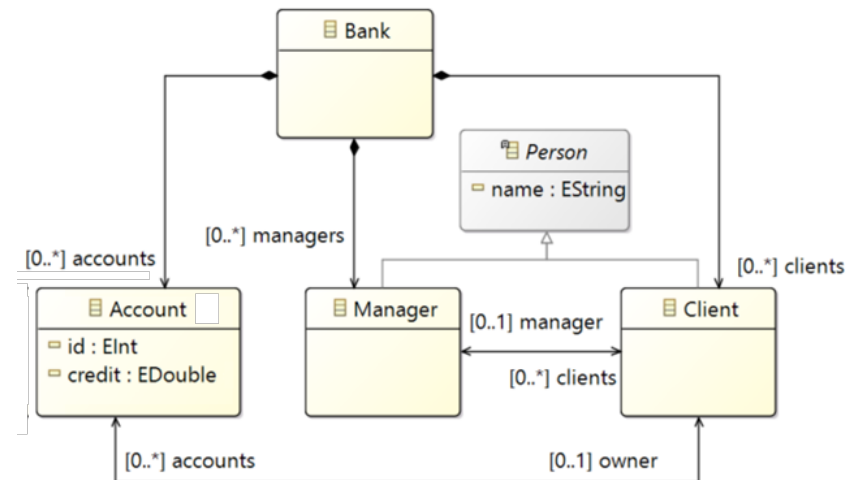 Bank
Person
name : EString
[0..*] managers
[0..*] accounts
[0..*] clients
Account
id : EInt
credit : EDouble
Manager
[0..1] manager
[0..*] clients
Client
[0..*] accounts
[0..1] owner